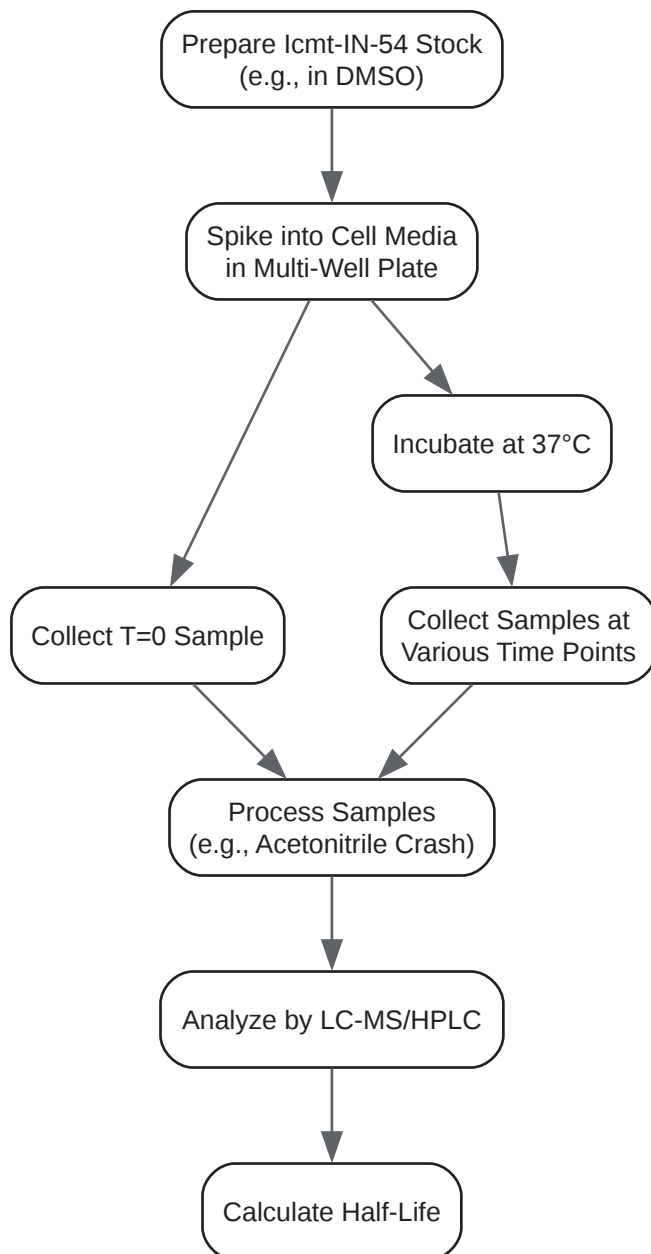 Prepare Icmt-IN-54 Stock
(e.g., in DMSO)
Spike into Cell Media
in Multi-Well Plate
Incubate at 37°C
Collect T=0 Sample
Collect Samples at
Various Time Points
Process Samples
(e.g., Acetonitrile Crash)
Analyze by LC-MS/HPLC
Calculate Half-Life